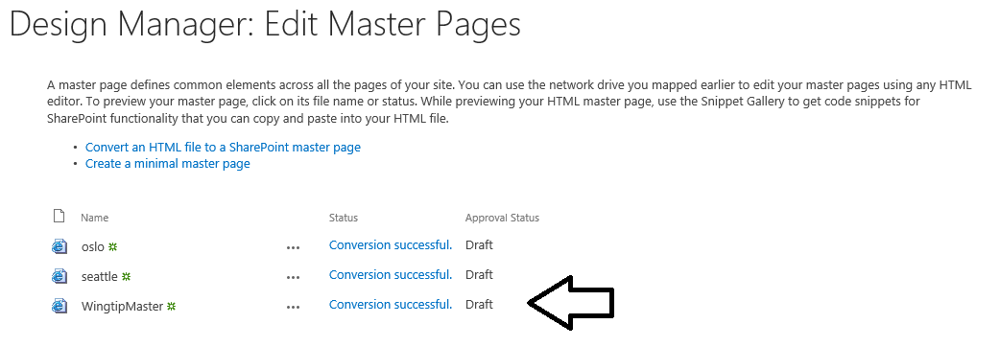 Design Manager: Edit Master Pages
A master page defines common elements across all the pages of your site. You can use the network drive you mapped earlier to edit your master pages using any HTML
editor. To preview your master page, click on its file name or status. While previewing your HTML master page, use the Snippet Gallery to get code snippets for
SharePoint functionality that you can copy and paste into your HTML file.
• Convert an HTML file to a SharePoint master page
• Create a minimal master page
Name Status Approval Status
oslo ... Conversion successful. Draft
seattle ... Conversion successful. Draft
WingtipMaster ... Conversion successful. Draft